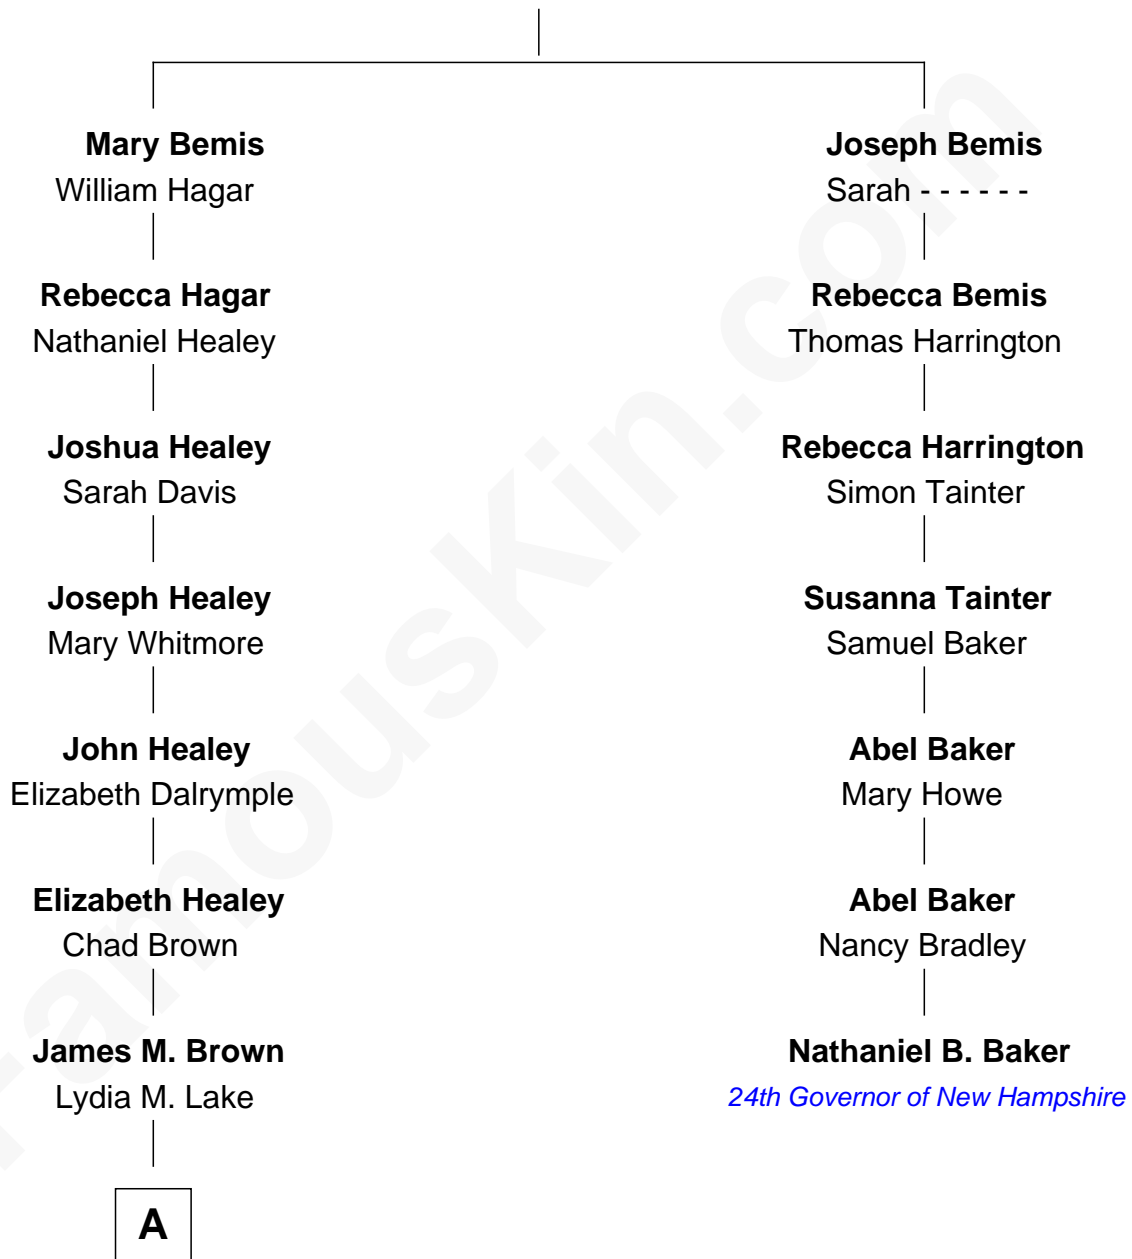 Mary Bemis
William Hagar
Rebecca Hagar
Nathaniel Healey
Joshua Healey
Sarah Davis
Joseph Healey
Mary Whitmore
John Healey
Elizabeth Dalrymple
Elizabeth Healey
Chad Brown
James M. Brown
Lydia M. Lake
A
Joseph Bemis
Sarah - - - - - -
Rebecca Bemis
Thomas Harrington
Rebecca Harrington
Simon Tainter
Susanna Tainter
Samuel Baker
Abel Baker
Mary Howe
Abel Baker
Nancy Bradley
Nathaniel B. Baker
24th Governor of New Hampshire
FamousKin.com